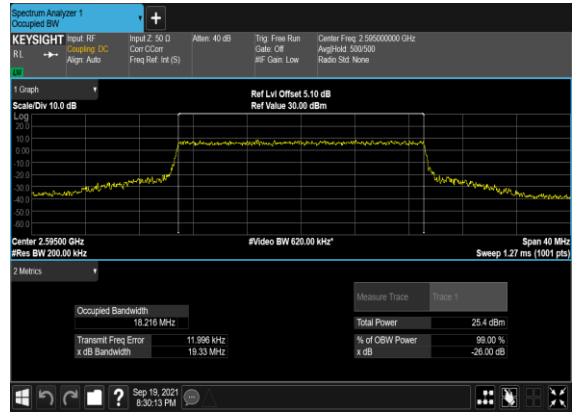 Spectrum Analyzer 1
Occupied BW
+
KEYSIGHT Input: RF Input Z: 50 Ω Atten: 40 dB Trig: Free Run Center Freq: 2.595000000 GHz
RL Coupling: DC Corr CCorr Gate: Off Avg|Hold: 500/500
Align: Auto Freq Ref: Int (S) #IF Gain: Low Radio Std: None
LW
1 Graph
Ref Lvl Offset 5.10 dB
Scale/Div 10.0 dB Ref Value 30.00 dBm
Log
20.0
10.0
0.00
-10.0
-20.0
-30.0
-40.0
-50.0
-60.0
Center 2.59500 GHz #Video BW 620.00 kHz* Span 40 MHz
#Res BW 200.00 kHz Sweep 1.27 ms (1001 pts)
2 Metrics
Measure Trace Trace 1
Occupied Bandwidth
18.216 MHz Total Power 25.4 dBm
Transmit Freq Error 11.996 kHz % of OBW Power 99.00 %
x dB Bandwidth 19.33 MHz x dB -26.00 dB
? Sep 19, 2021
8:30:13 PM